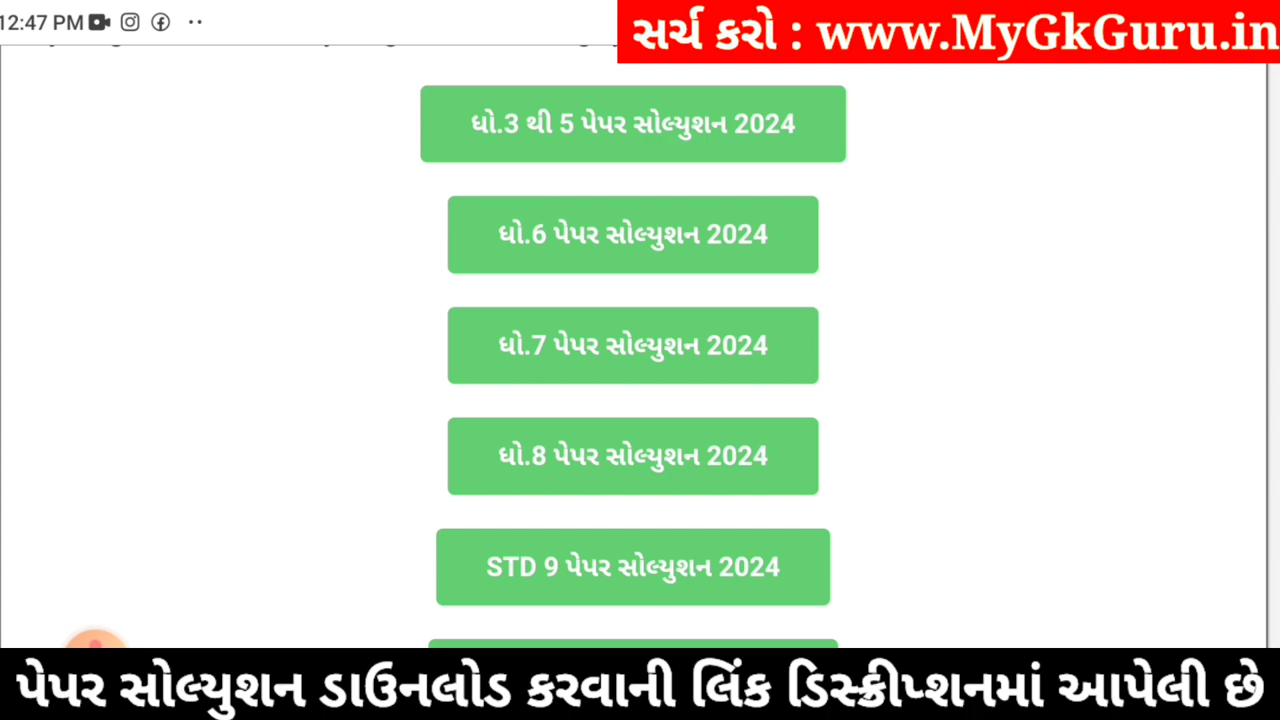 12:47 PM
સર્ચ કરો : www.MyGkGuru.in
ધો.3 થી 5 પેપર સોલ્યુશન 2024
ધો.6 પેપર સોલ્યુશન 2024
ધો.7 પેપર સોલ્યુશન 2024
ધો.8 પેપર સોલ્યુશન 2024
STD 9 પેપર સોલ્યુશન 2024
પેપર સોલ્યુશન ડાઉનલોડ કરવાની લિંક ડિસ્ક્રીપ્શનમાં આપેલી છે